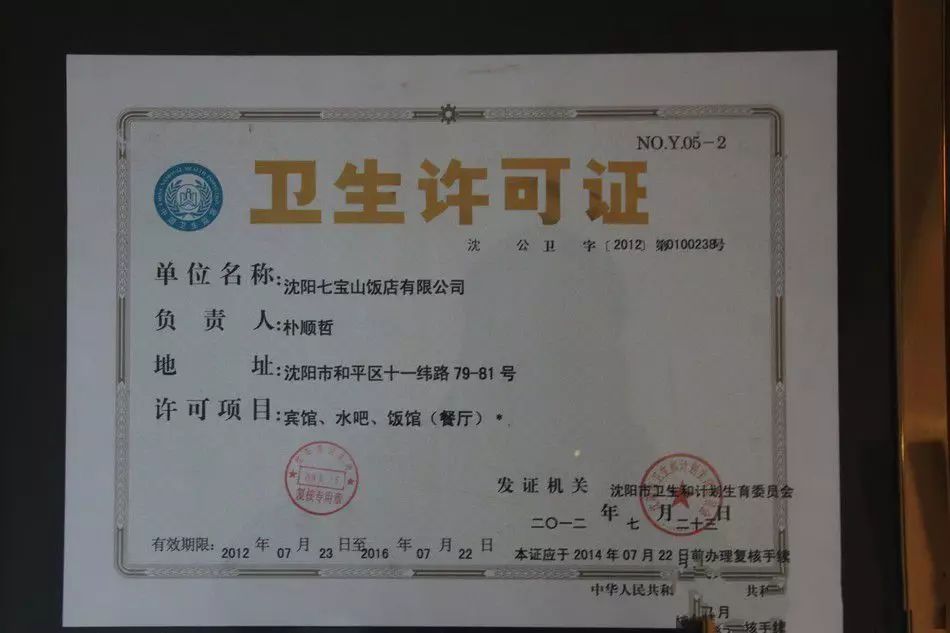 NO.Y.05-2
卫生许可证
沈 公 卫 字 [2012] 第0100238号
单位名称:沈阳七宝山饭店有限公司
负责人:朴顺哲
地址:沈阳市和平区十一纬路 79-81 号
许可项目:宾馆、水吧、饭馆（餐厅）*
复核专用章
发证机关 沈阳市卫生和计划生育委员会
二〇一二 年 七 月 二十三 日
有效期限: 2012 年 07 月 23 日至 2016 年 07 月 22 日
本证应于 2014 年 07 月 22 日前办理复核手续
中华人民共和 共和
月
核手续